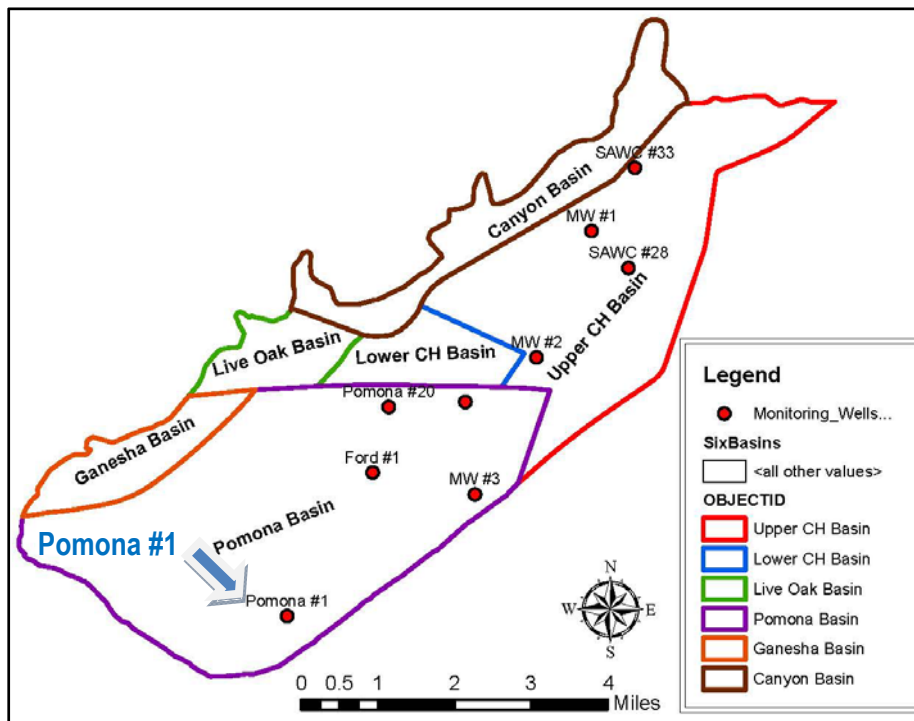 SAWC #33
Canyon Basin
MW #1
SAWC #28
Upper CH Basin
MW #2
Live Oak Basin
Lower CH Basin
Pomona #20
Ganesha Basin
Ford #1
MW #3
Pomona Basin
Pomona #1
Pomona #1
N
W
E
S
0 0.5 1 2 3 4
Miles
Legend
Monitoring_Wells...
SixBasins
<all other values>
OBJECTID
Upper CH Basin
Lower CH Basin
Live Oak Basin
Pomona Basin
Ganesha Basin
Canyon Basin